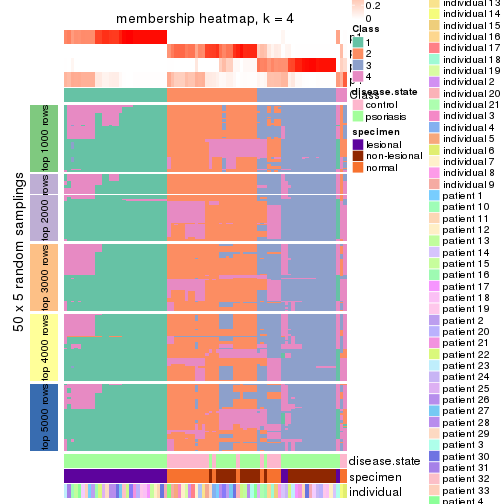 membership heatmap, k = 4
50 x 5 random samplings
top 1000 rows
top 2000 rows
top 3000 rows
top 4000 rows
top 5000 rows
Class
disease.state
specimen
individual
0.2
0
Class
1
2
3
4
disease.state
control
psoriasis
specimen
lesional
non-lesional
normal
individual 13
individual 14
individual 15
individual 16
individual 17
individual 18
individual 19
individual 2
individual 20
individual 21
individual 3
individual 4
individual 5
individual 6
individual 7
individual 8
individual 9
patient 1
patient 10
patient 11
patient 12
patient 13
patient 14
patient 15
patient 16
patient 17
patient 18
patient 19
patient 2
patient 20
patient 21
patient 22
patient 23
patient 24
patient 25
patient 26
patient 27
patient 28
patient 29
patient 3
patient 30
patient 31
patient 32
patient 33
patient 4